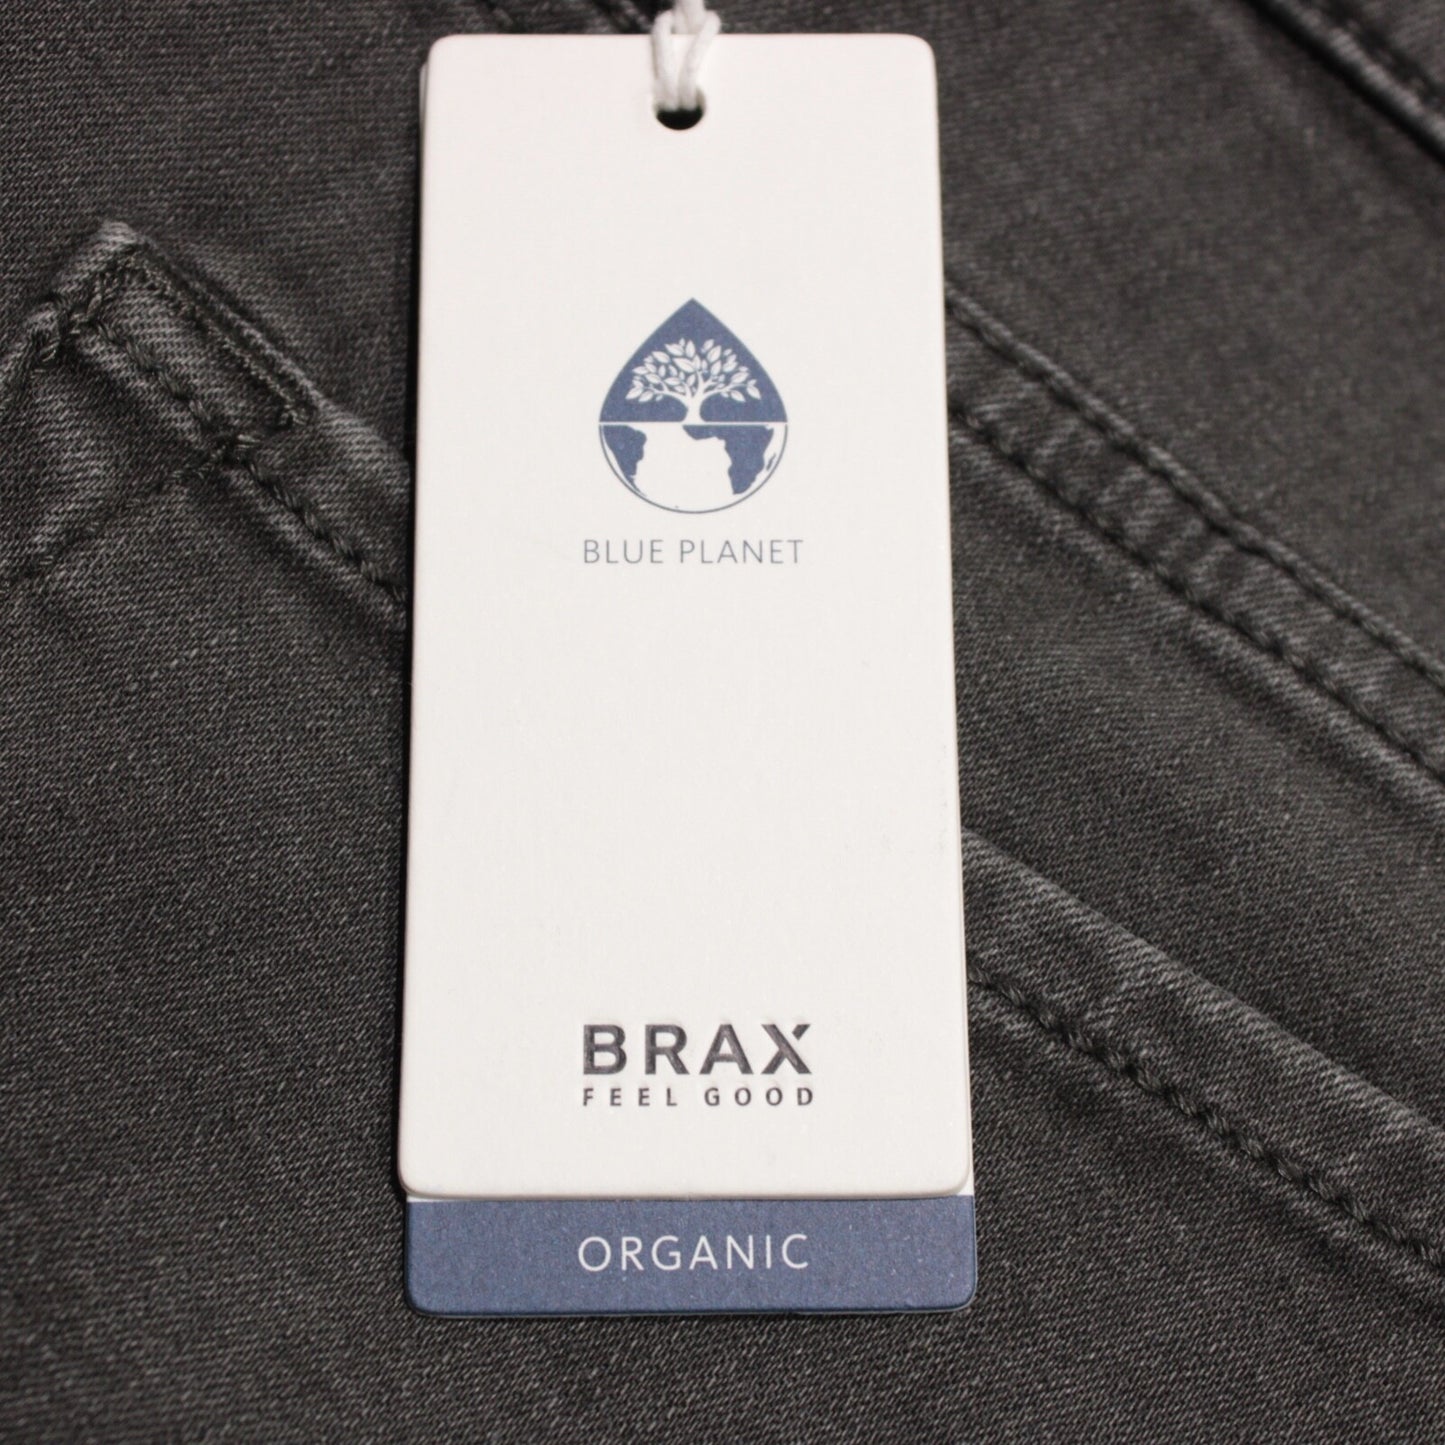 BLUE PLANET
BRAX
FEEL GOOD
ORGANIC